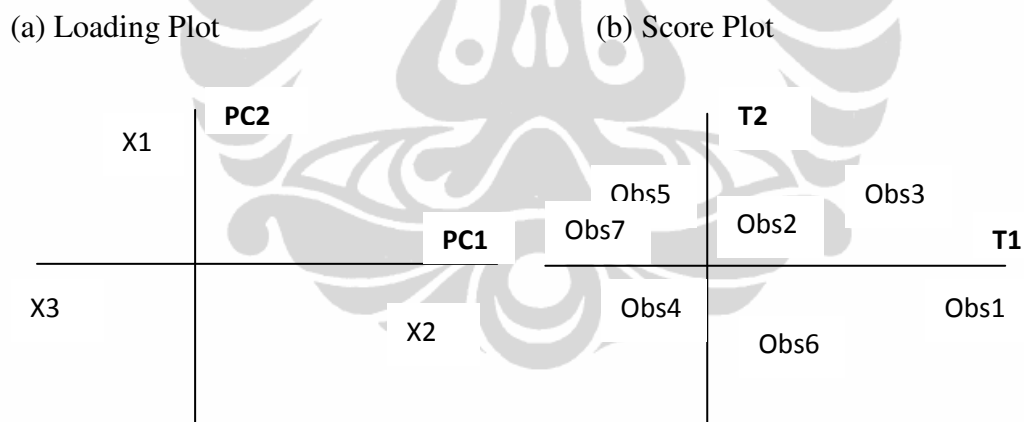 (a) Loading Plot
(b) Score Plot
PC2
X1
PC1
X3
X2
T2
Obs5
Obs3
Obs7
Obs2
T1
Obs4
Obs1
Obs6